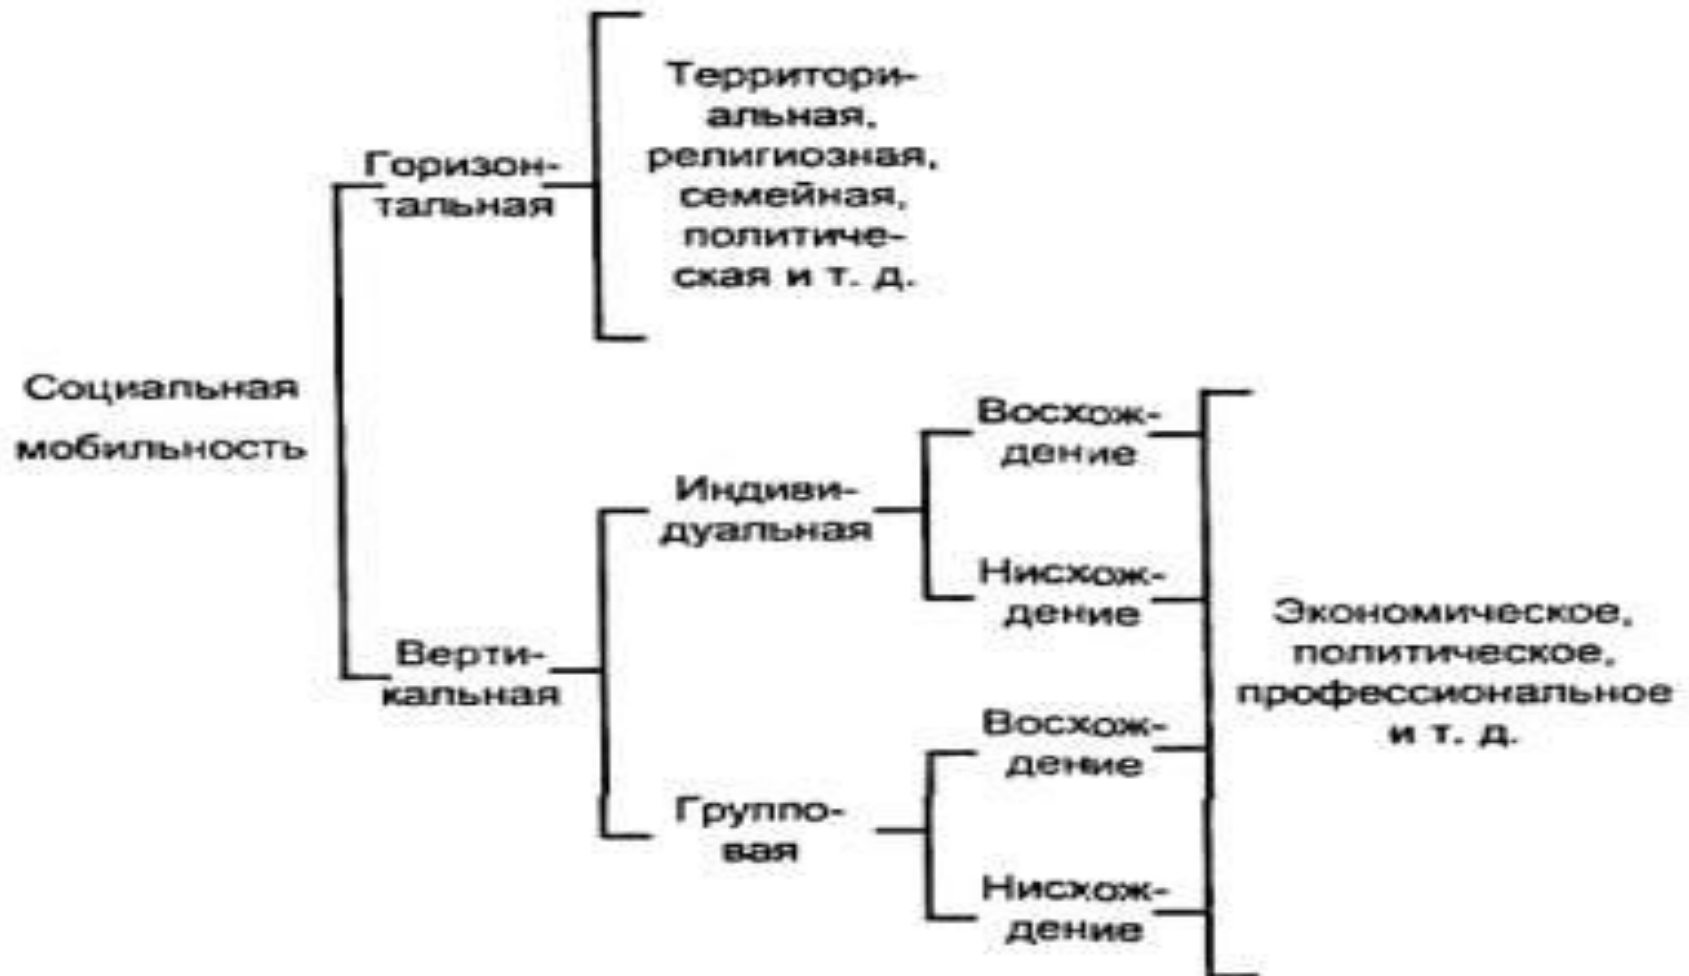 Территори-
альная,
религиозная,
семейная,
политиче-
ская и т. д.
Горизон-
тальная
Социальная
мобильность
Верти-
кальная
Индиви-
дуальная
Группо-
вая
Восхож-
дение
Нисхож-
дение
Восхож-
дение
Нисхож-
дение
Экономическое,
политическое,
профессиональное
и т. д.